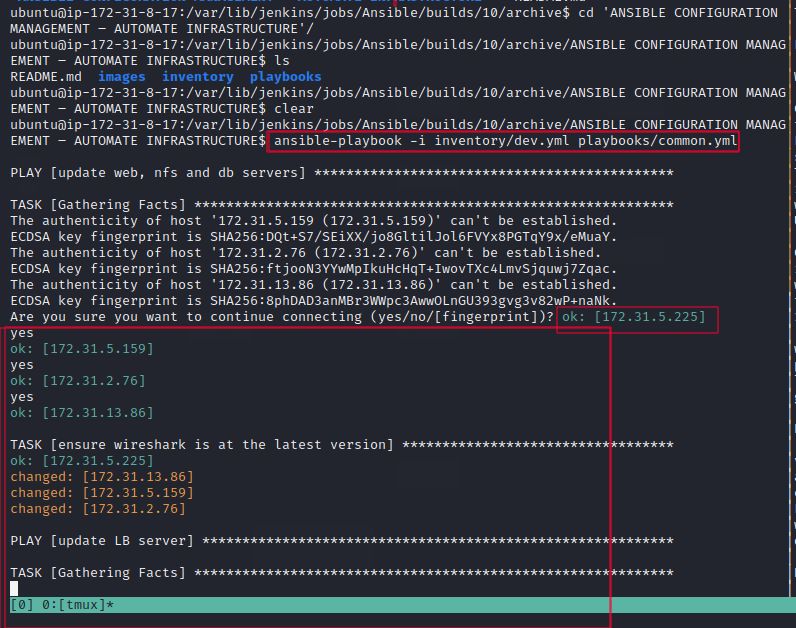 ubuntu@ip-172-31-8-17:/var/lib/jenkins/jobs/Ansible/builds/10/archive$ cd 'ANSIBLE CONFIGURATION
MANAGEMENT – AUTOMATE INFRASTRUCTURE'/
ubuntu@ip-172-31-8-17:/var/lib/jenkins/jobs/Ansible/builds/10/archive/ANSIBLE CONFIGURATION MANAG
EMENT – AUTOMATE INFRASTRUCTURE$ ls
README.md  images  inventory  playbooks
ubuntu@ip-172-31-8-17:/var/lib/jenkins/jobs/Ansible/builds/10/archive/ANSIBLE CONFIGURATION MANAG
EMENT – AUTOMATE INFRASTRUCTURE$ clear
ubuntu@ip-172-31-8-17:/var/lib/jenkins/jobs/Ansible/builds/10/archive/ANSIBLE CONFIGURATION MANAG
EMENT – AUTOMATE INFRASTRUCTURE$ ansible-playbook -i inventory/dev.yml playbooks/common.yml
PLAY [update web, nfs and db servers] *********************************************
TASK [Gathering Facts] ************************************************************
The authenticity of host '172.31.5.159 (172.31.5.159)' can't be established.
ECDSA key fingerprint is SHA256:DQt+S7/SEiXX/jo8GltilJol6FVYx8PGTqY9x/eMuaY.
The authenticity of host '172.31.2.76 (172.31.2.76)' can't be established.
ECDSA key fingerprint is SHA256:ftjooN3YYwMpIkuHcHqT+IwovTXc4LmvSjquwj7Zqac.
The authenticity of host '172.31.13.86 (172.31.13.86)' can't be established.
ECDSA key fingerprint is SHA256:8phDAD3anMBr3WWpc3AwwOLnGU393gvg3v82wP+naNk.
Are you sure you want to continue connecting (yes/no/[fingerprint])? ok: [172.31.5.225]
yes
ok: [172.31.5.159]
yes
ok: [172.31.2.76]
yes
ok: [172.31.13.86]
TASK [ensure wireshark is at the latest version] **********************************
ok: [172.31.5.225]
changed: [172.31.13.86]
changed: [172.31.5.159]
changed: [172.31.2.76]
PLAY [update LB server] ***********************************************************
TASK [Gathering Facts] ************************************************************
[0] 0:[tmux]*